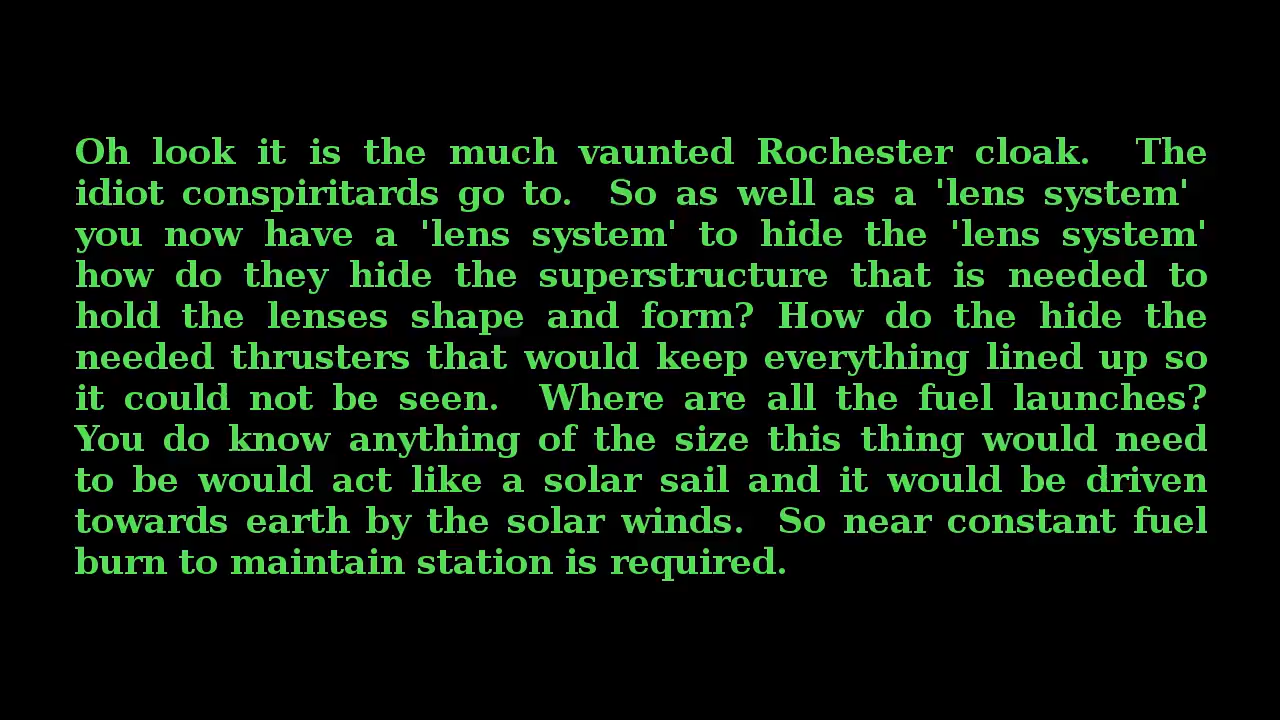 Oh look it is the much vaunted Rochester cloak.  The
idiot conspiritards go to.  So as well as a 'lens system'
you now have a 'lens system' to hide the 'lens system'
how do they hide the superstructure that is needed to
hold the lenses shape and form? How do the hide the
needed thrusters that would keep everything lined up so
it could not be seen.  Where are all the fuel launches?
You do know anything of the size this thing would need
to be would act like a solar sail and it would be driven
towards earth by the solar winds.  So near constant fuel
burn to maintain station is required.